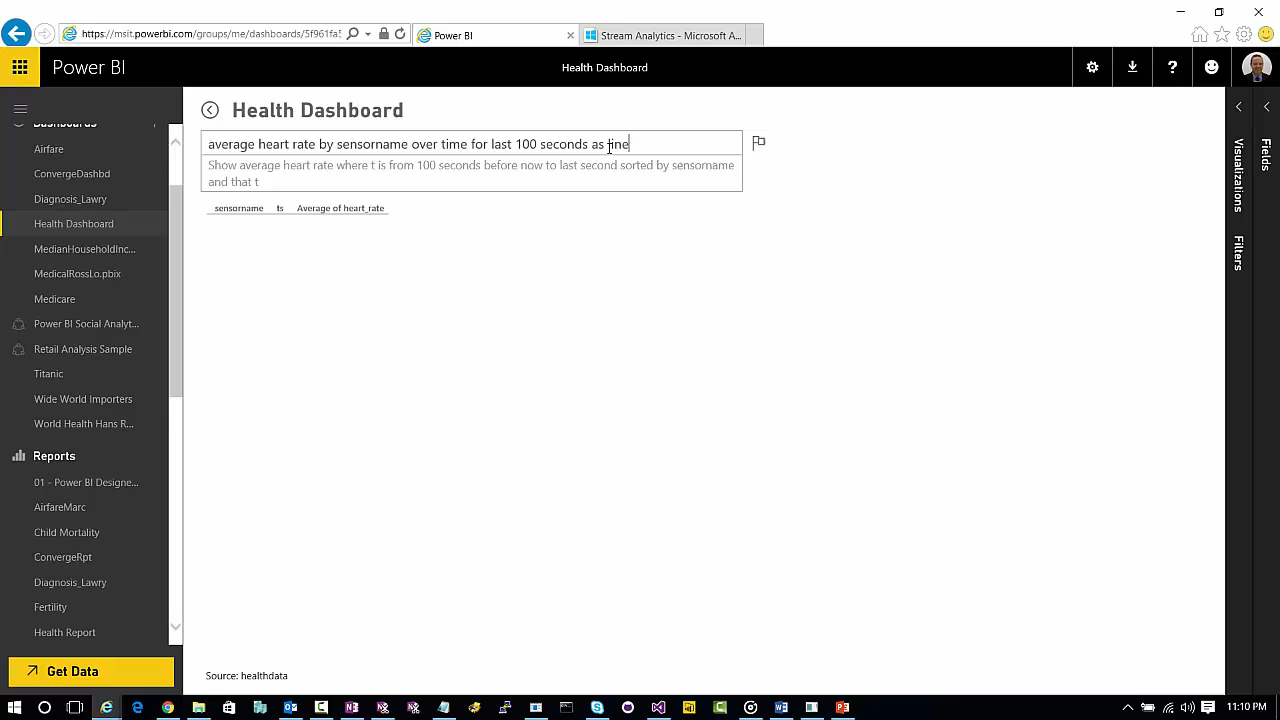 https://msit.powerbi.com/groups/me/dashboards/5f961fa5
Power BI
Stream Analytics - Microsoft A...
Power BI
Health Dashboard
Dashboards
Airfare
ConvergeDashbd
Diagnosis_Lawry
Health Dashboard
MedianHouseholdInc...
MedicalRossLo.pbix
Medicare
Power BI Social Analyt...
Retail Analysis Sample
Titanic
Wide World Importers
World Health Hans R...
Reports
01 - Power BI Designe...
AirfareMarc
Child Mortality
ConvergeRpt
Diagnosis_Lawry
Fertility
Health Report
Get Data
Health Dashboard
average heart rate by sensorname over time for last 100 seconds as line
Show average heart rate where t is from 100 seconds before now to last second sorted by sensorname
and that t
sensorname ts Average of heart_rate
Source: healthdata
Visualizations
Filters
Fields
11:10 PM